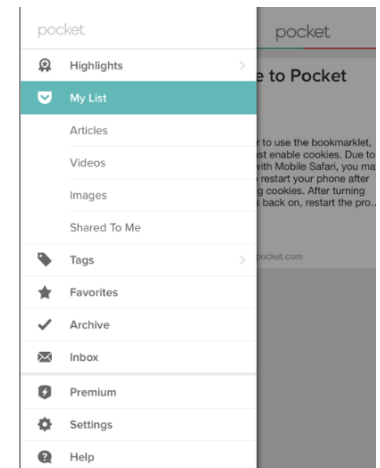 pocket
Highlights
My List
Articles
Videos
Images
Shared To Me
Tags
Favorites
Archive
Inbox
Premium
Settings
Help
pocket
e to Pocket
r to use the bookmarklet,
st enable cookies. Due to
with Mobile Safari, you ma
restart your phone after
g cookies. After turning
s back on, restart the pro..
pocket.com